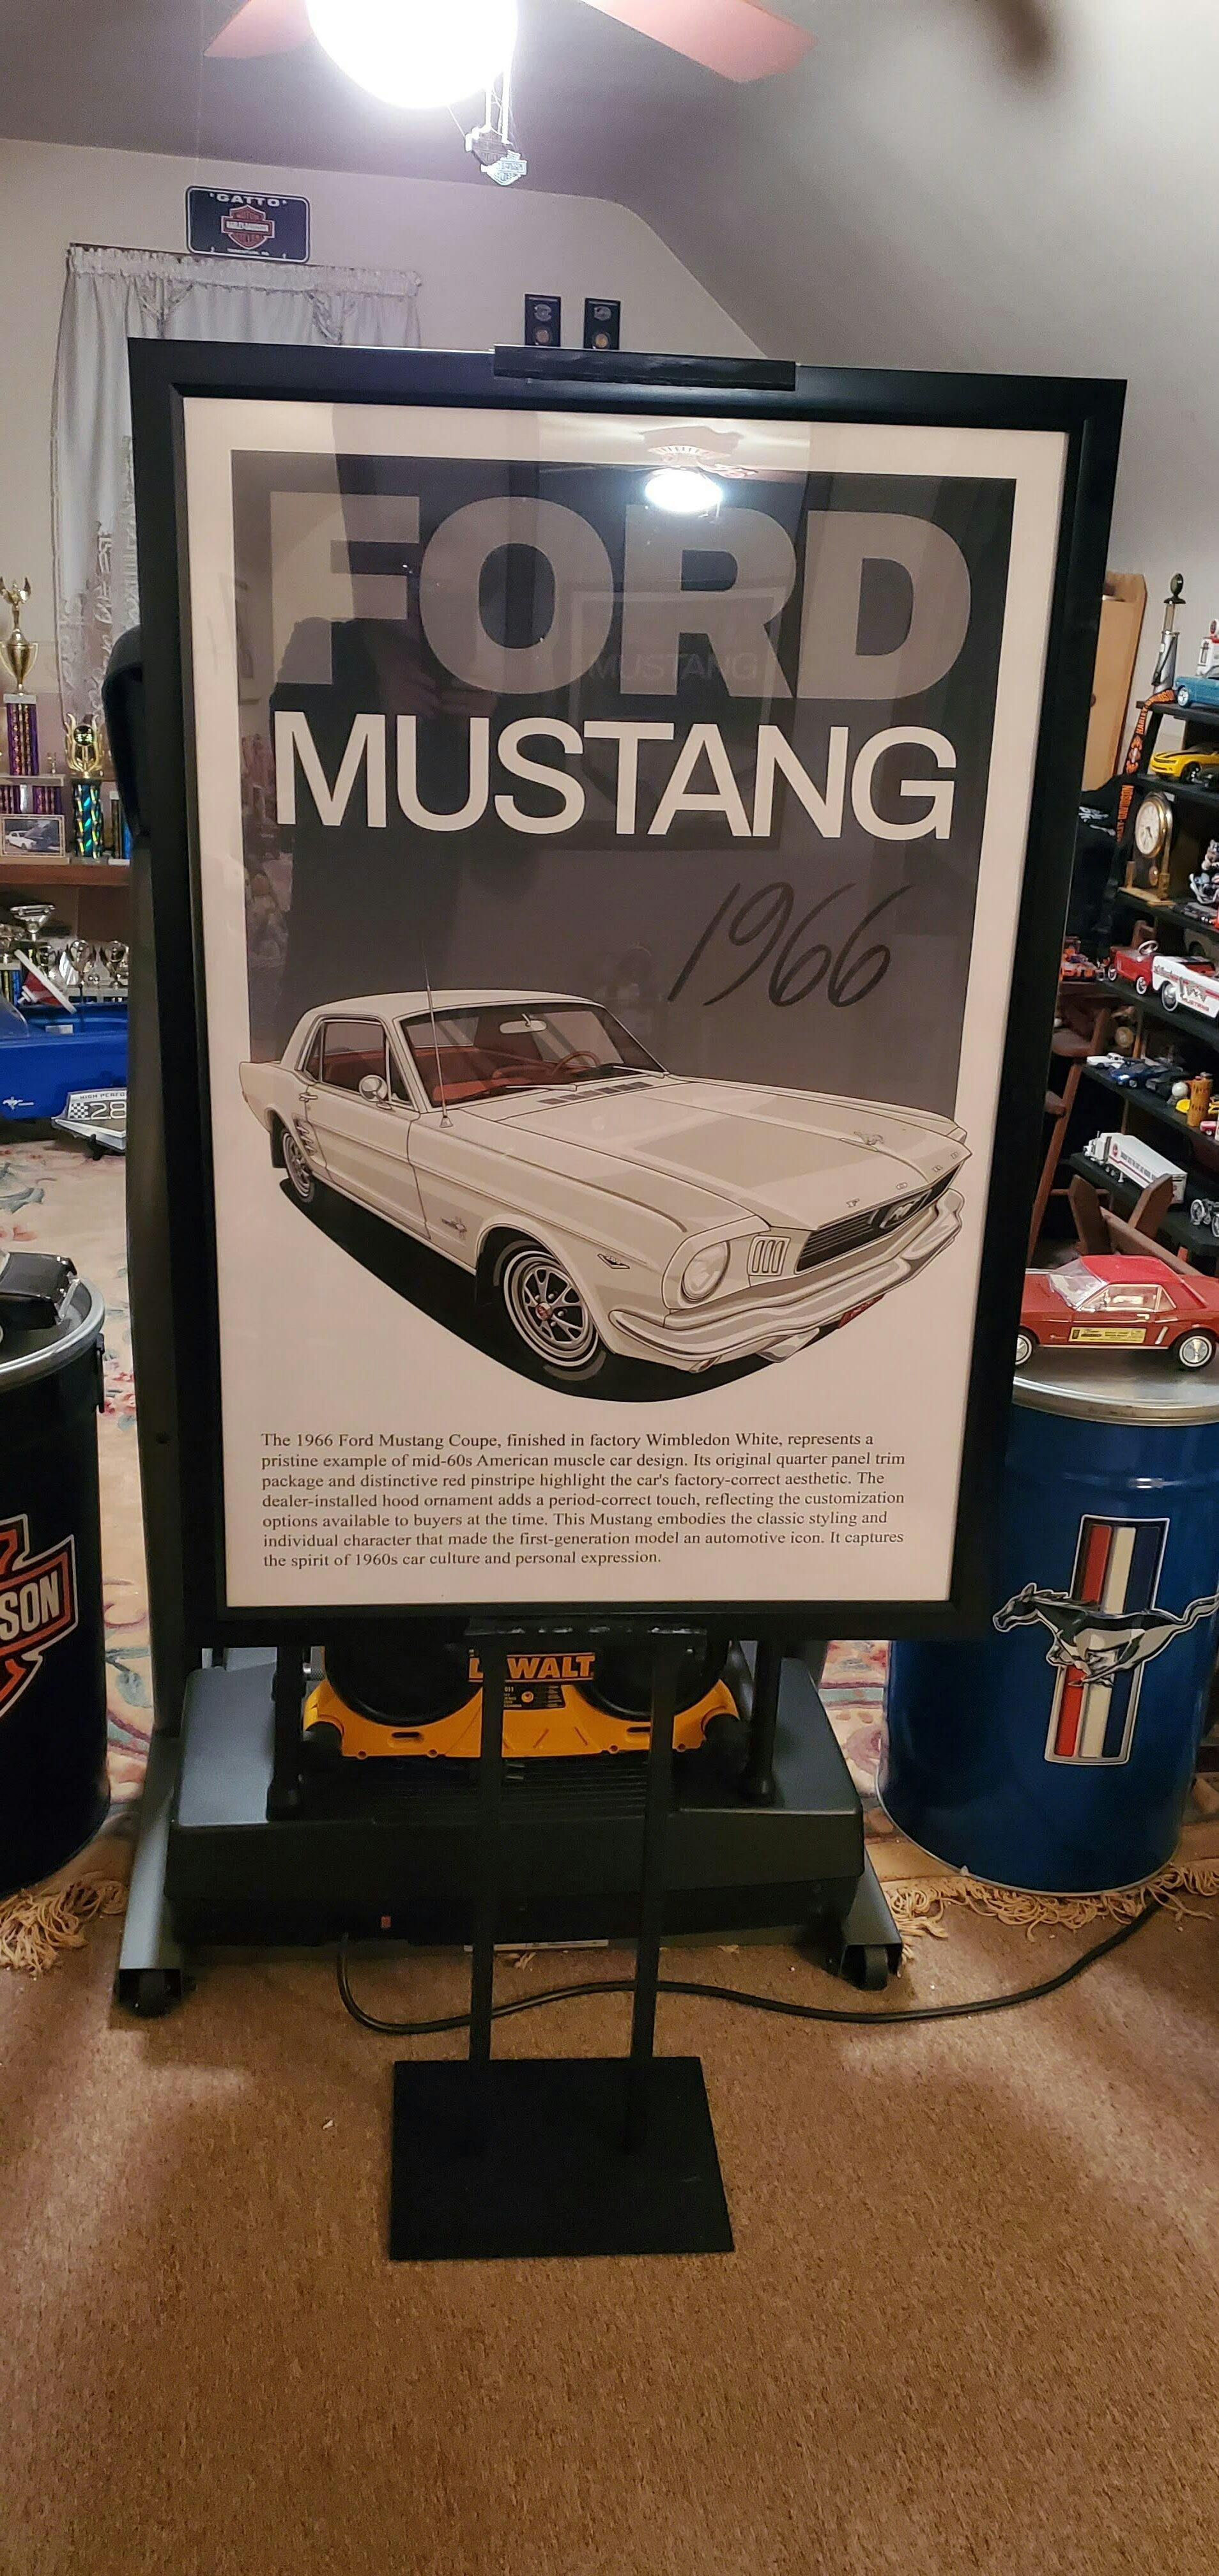 GATTO
FORD
MUSTANG
1966
The 1966 Ford Mustang Coupe, finished in factory Wimbledon White, represents a
pristine example of mid-60s American muscle car design. Its original quarter panel trim
package and distinctive red pinstripe highlight the car's factory-correct aesthetic. The
dealer-installed hood ornament adds a period-correct touch, reflecting the customization
options available to buyers at the time. This Mustang embodies the classic styling and
individual character that made the first-generation model an automotive icon. It captures
the spirit of 1960s car culture and personal expression.
DEWALT
SON